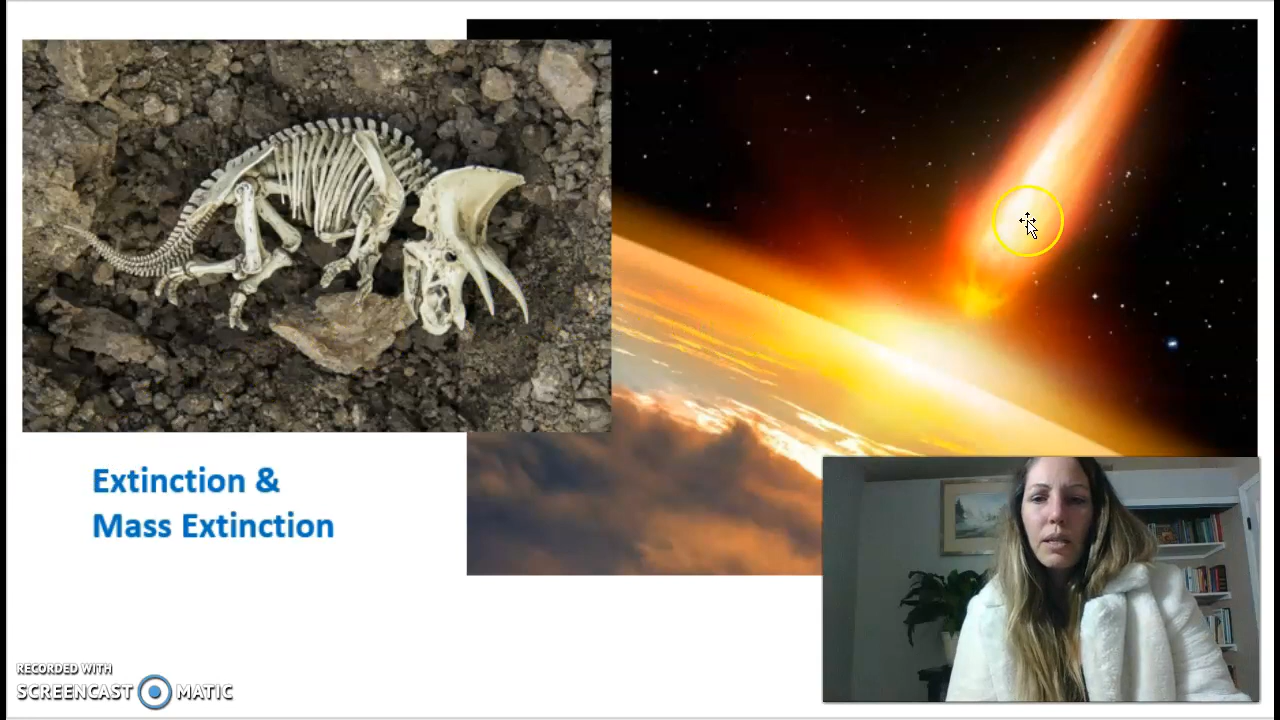 Extinction &
Mass Extinction
RECORDED WITH
SCREENCAST MATIC